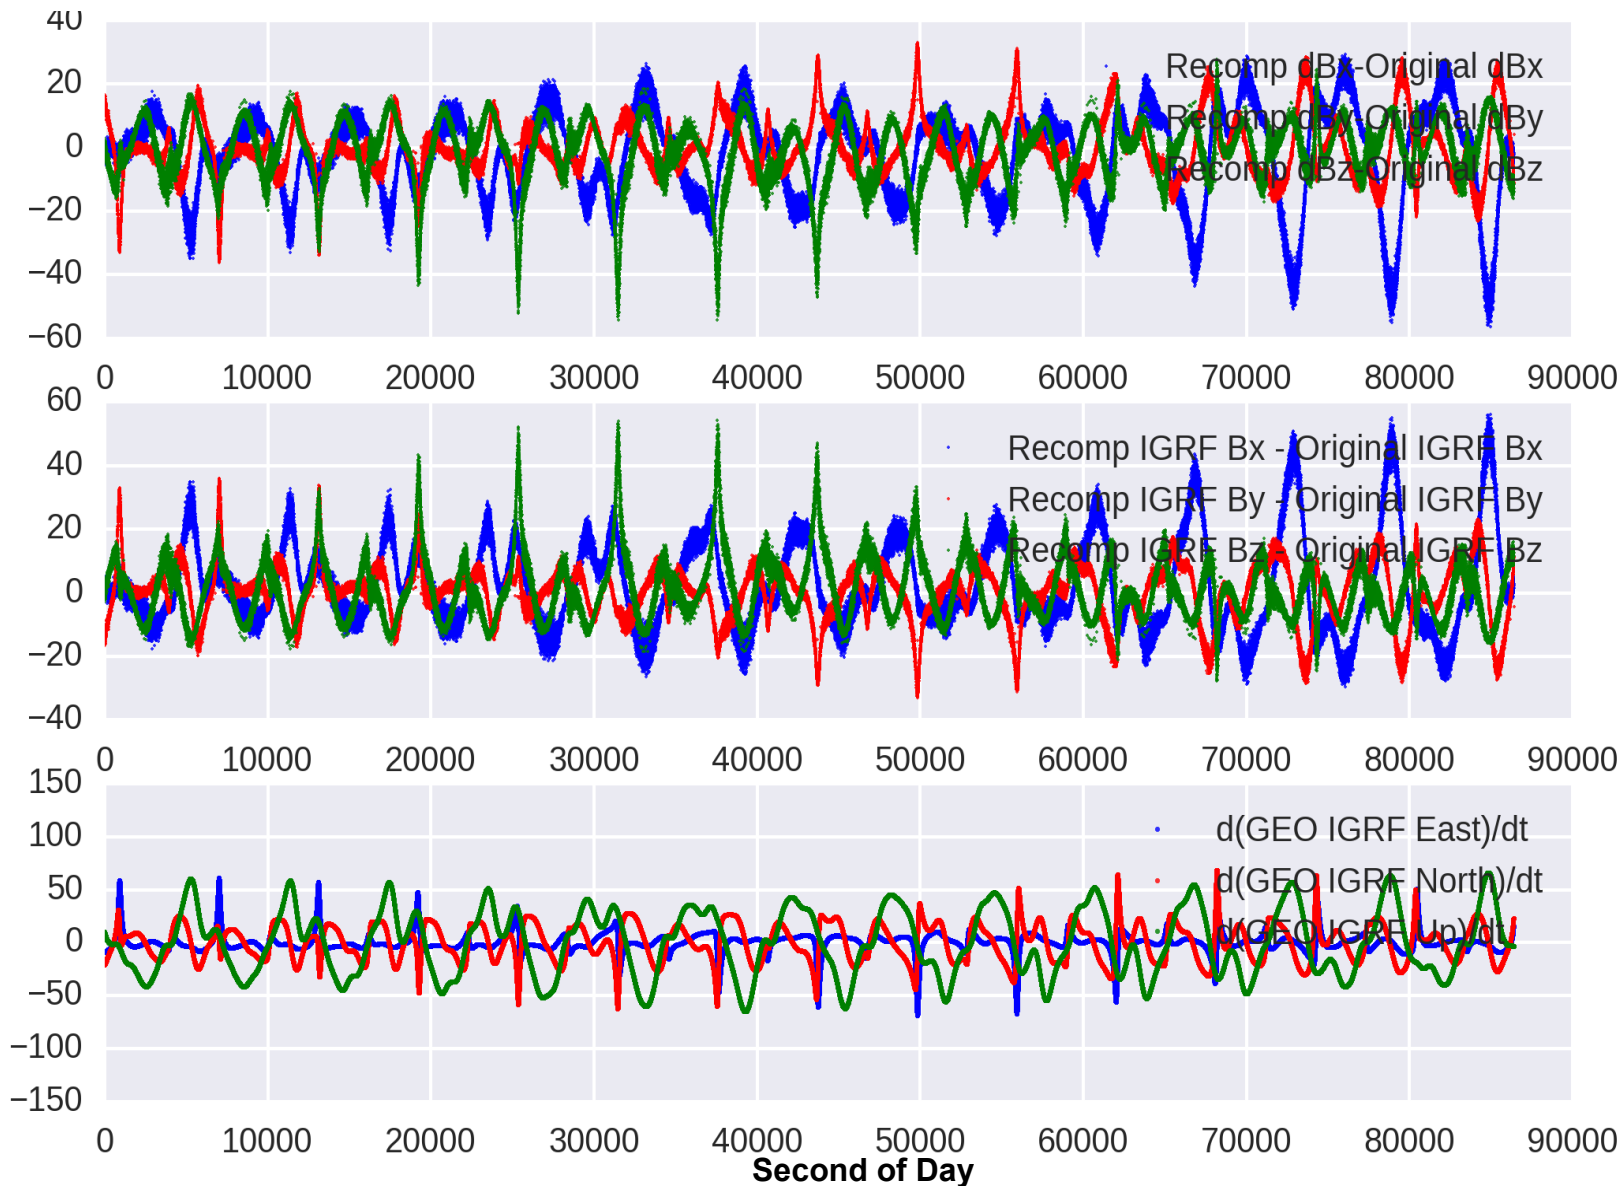 40
20
0
−20
−40
−60
Recomp dBx-Original dBx
Recomp dBy-Original dBy
Recomp dBz-Original dBz
0 10000 20000 30000 40000 50000 60000 70000 80000 90000
60
40
20
0
−20
−40
Recomp IGRF Bx - Original IGRF Bx
Recomp IGRF By - Original IGRF By
Recomp IGRF Bz - Original IGRF Bz
0 10000 20000 30000 40000 50000 60000 70000 80000 90000
150
100
50
0
−50
−100
−150
d(GEO IGRF East)/dt
d(GEO IGRF North)/dt
d(GEO IGRF Up)/dt
0 10000 20000 30000 40000 50000 60000 70000 80000 90000
Second of Day